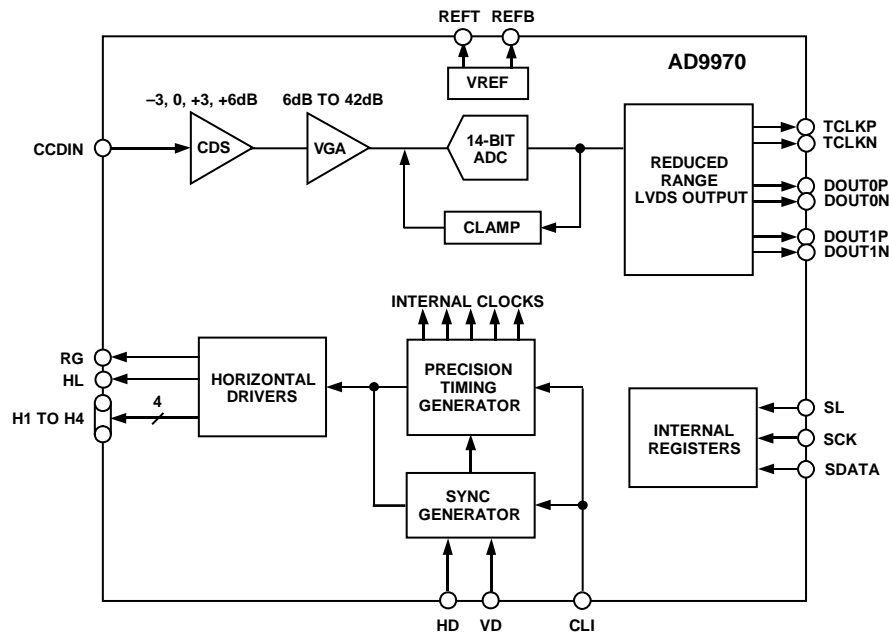 REFT REFB
AD9970
VREF
–3, 0, +3, +6dB
6dB TO 42dB
CCDIN
CDS
VGA
14-BIT
ADC
CLAMP
REDUCED
RANGE
LVDS OUTPUT
TCLKP
TCLKN
DOUT0P
DOUT0N
DOUT1P
DOUT1N
INTERNAL CLOCKS
RG
HL
H1 TO H4
4
HORIZONTAL
DRIVERS
PRECISION
TIMING
GENERATOR
SYNC
GENERATOR
INTERNAL
REGISTERS
SL
SCK
SDATA
HD VD CLI